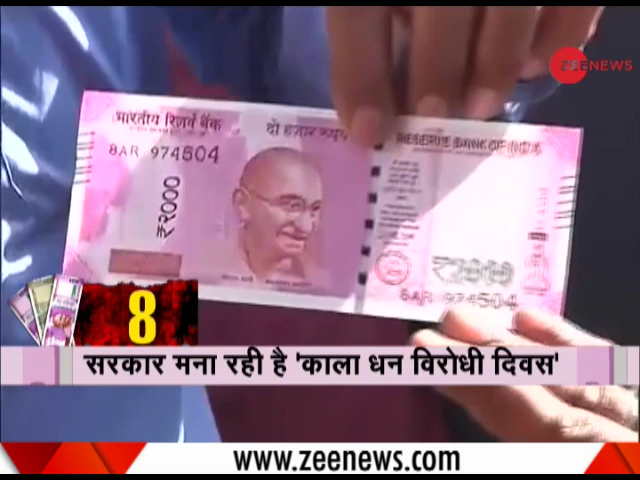 ZEENEWS
भारतीय रिज़र्व बैंक
दो हज़ार
RESERVE BANK OF INDIA
8AR 974504
₹2000
₹2000
8AR 974504
8
सरकार मना रही है 'काला धन विरोधी दिवस'
www.zeenews.com